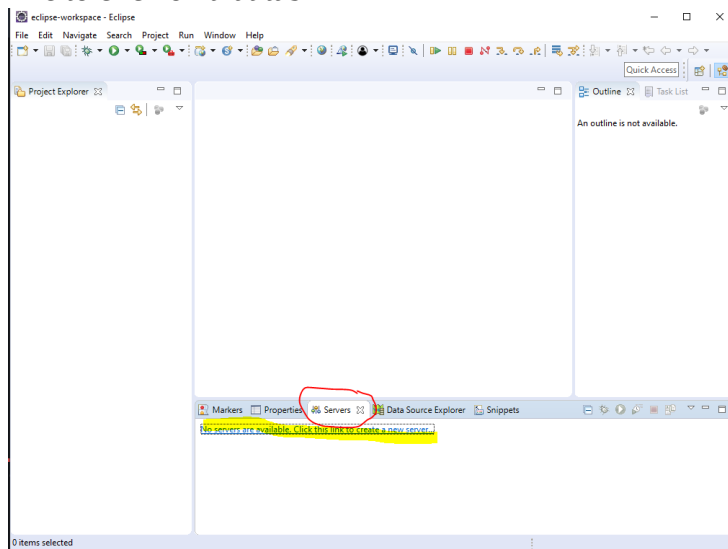 eclipse-workspace - Eclipse
File Edit Navigate Search Project Run Window Help
Quick Access
Project Explorer
Outline Task List
An outline is not available.
Markers Properties Servers Data Source Explorer Snippets
No servers are available. Click this link to create a new server...
0 items selected